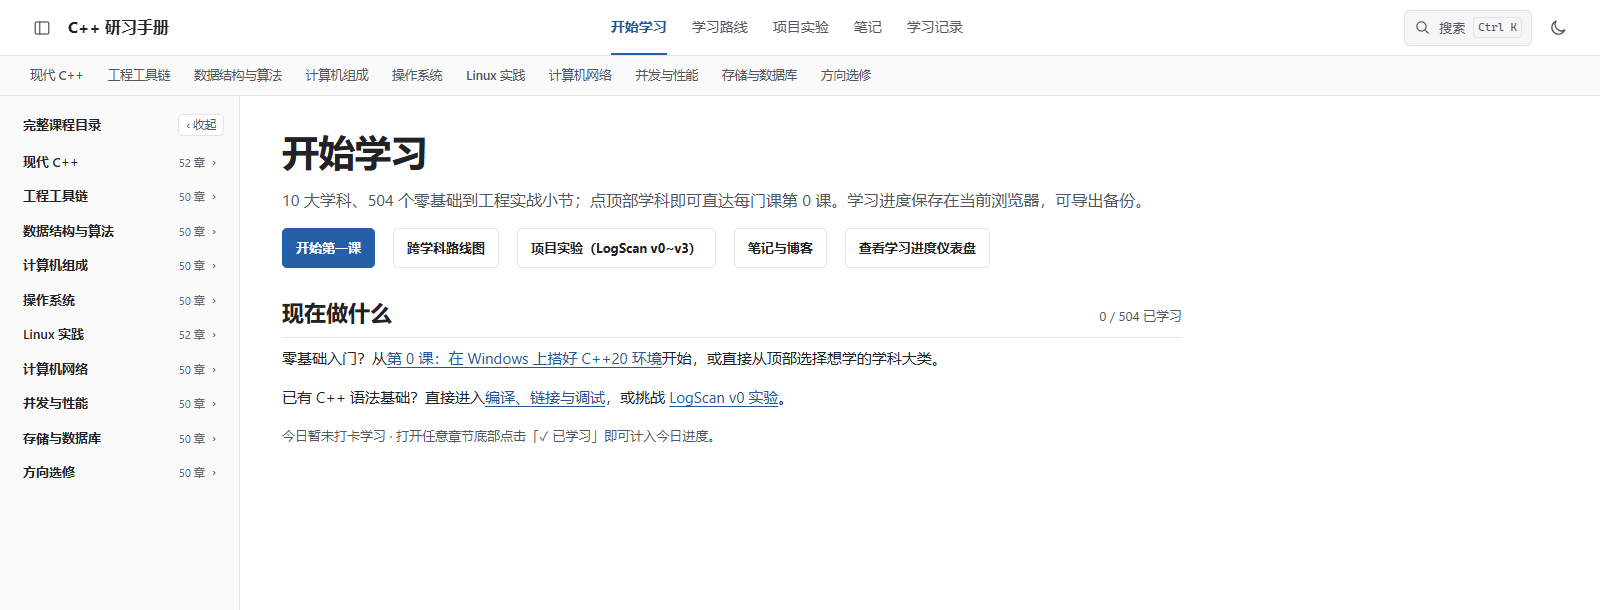 C++ 研习手册
开始学习 学习路线 项目实验 笔记 学习记录
搜索 Ctrl K
现代 C++ 工程工具链 数据结构与算法 计算机组成 操作系统 Linux 实践 计算机网络 并发与性能 存储与数据库 方向选修
完整课程目录 ‹ 收起
现代 C++ 52 章 ›
工程工具链 50 章 ›
数据结构与算法 50 章 ›
计算机组成 50 章 ›
操作系统 50 章 ›
Linux 实践 52 章 ›
计算机网络 50 章 ›
并发与性能 50 章 ›
存储与数据库 50 章 ›
方向选修 50 章 ›
开始学习
10 大学科、504 个零基础到工程实战小节；点顶部学科即可直达每门课第 0 课。学习进度保存在当前浏览器，可导出备份。
开始第一课 跨学科路线图 项目实验（LogScan v0~v3） 笔记与博客 查看学习进度仪表盘
现在做什么 0 / 504 已学习
零基础入门？从第 0 课：在 Windows 上搭好 C++20 环境开始，或直接从顶部选择想学的学科大类。
已有 C++ 语法基础？直接进入编译、链接与调试，或挑战 LogScan v0 实验。
今日暂未打卡学习 · 打开任意章节底部点击「✓ 已学习」即可计入今日进度。